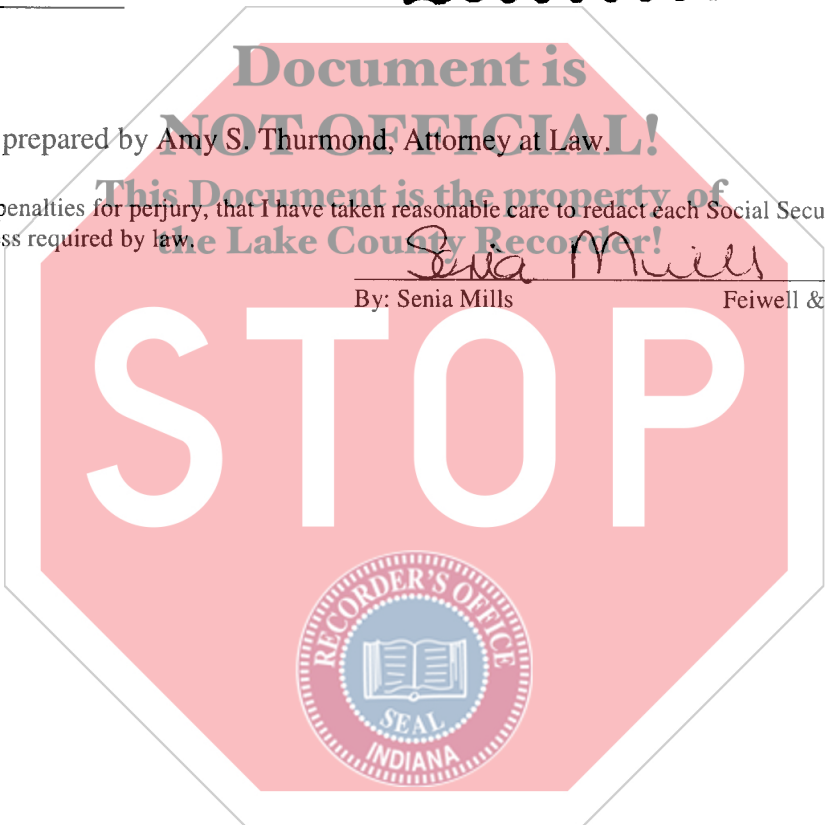 Document is
NOT OFFICIAL!
prepared by Amy S. Thurmond, Attorney at Law.
This Document is the property of
penalties for perjury, that I have taken reasonable care to redact each Social Secu
the Lake County Recorder!
ss required by law.
Senia Mills
By: Senia Mills Feiwell &
STOP
RECORDER'S OFFICE
SEAL
INDIANA